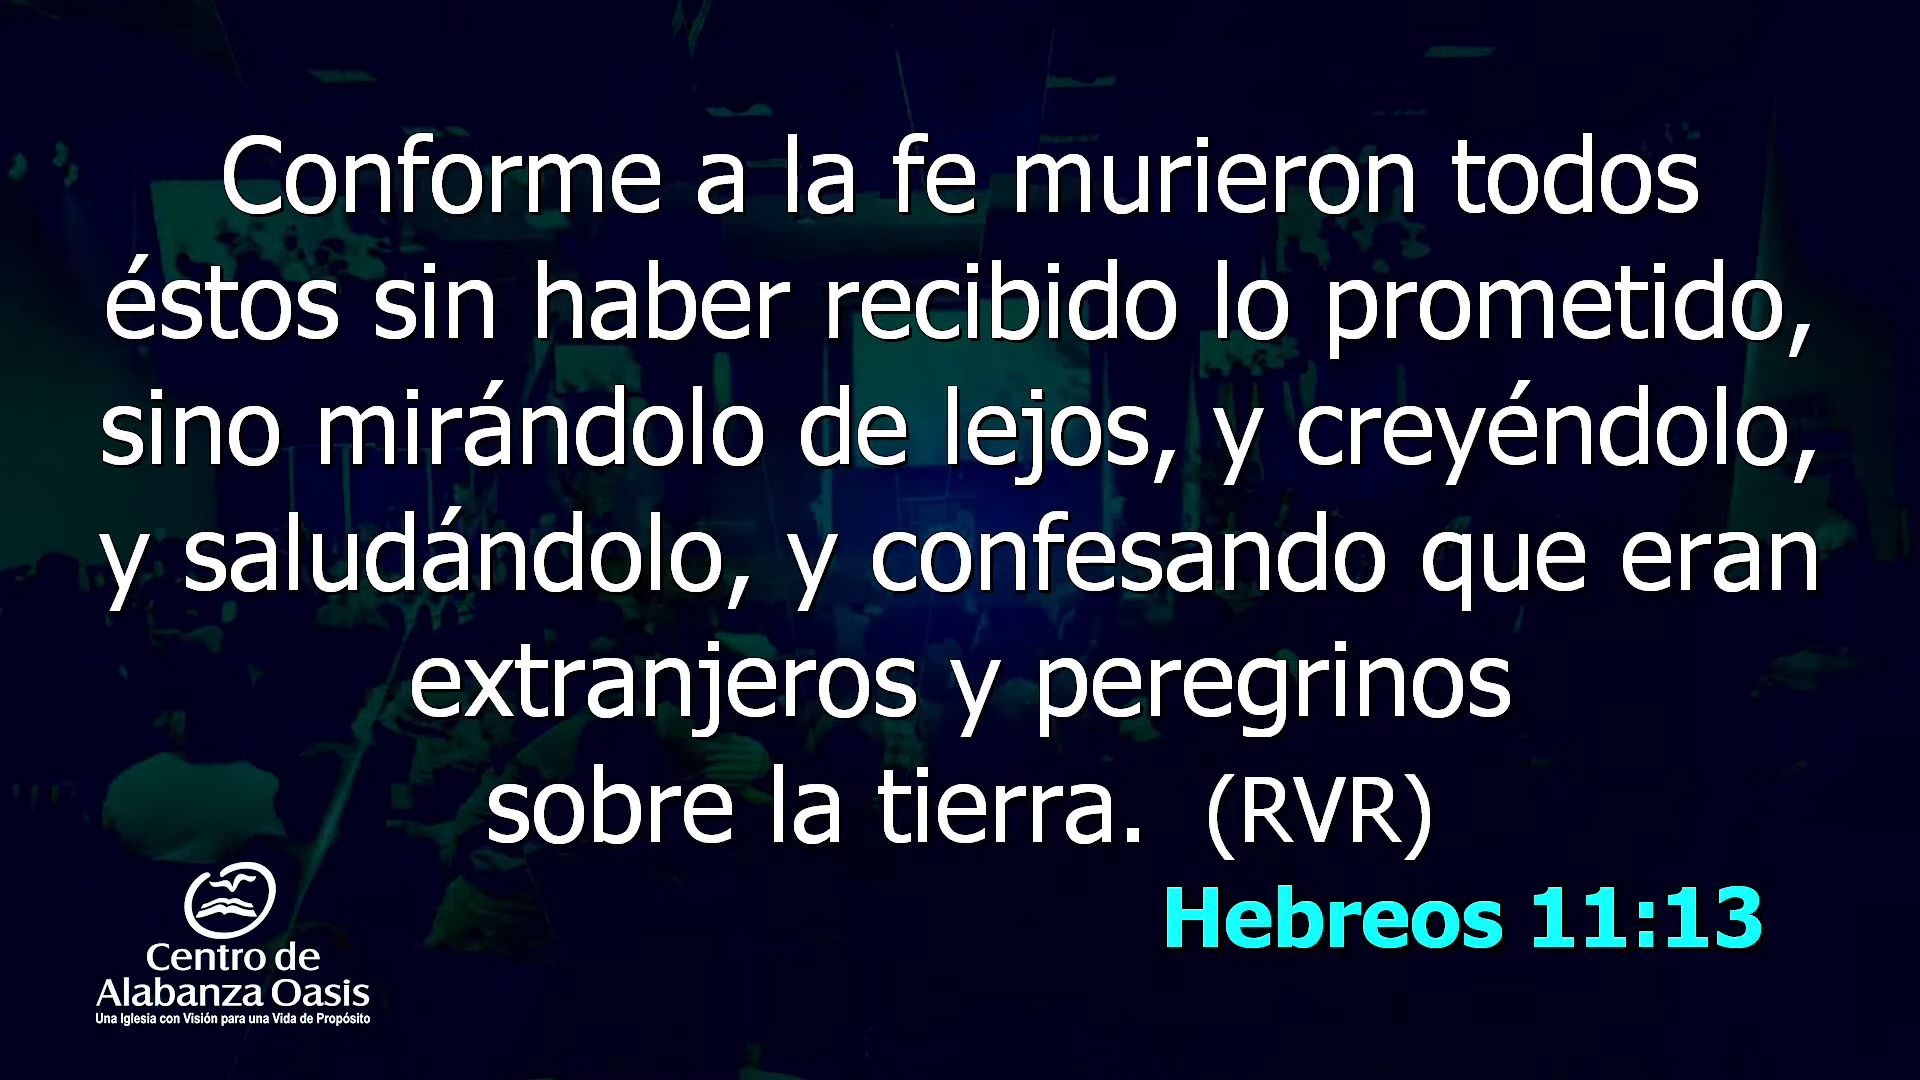 Conforme a la fe murieron todos
éstos sin haber recibido lo prometido,
sino mirándolo de lejos, y creyéndolo,
y saludándolo, y confesando que eran
extranjeros y peregrinos
sobre la tierra. (RVR)
Hebreos 11:13
Centro de
Alabanza Oasis
Una Iglesia con Visión para una Vida de Propósito